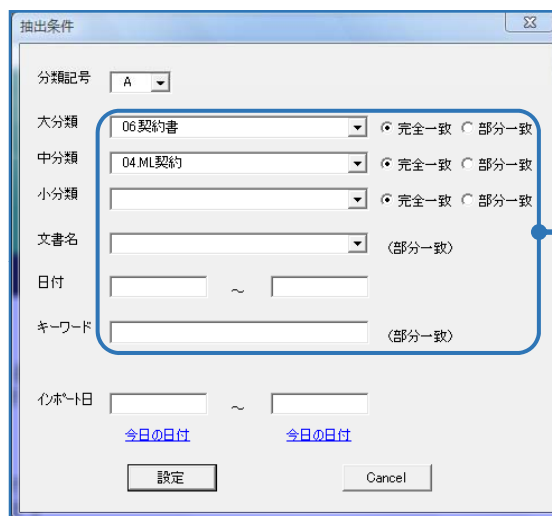 抽出条件
分類記号 A
大分類 06契約書 完全一致 部分一致
中分類 04.ML契約 完全一致 部分一致
小分類 完全一致 部分一致
文書名 (部分一致)
日付 ~
キーワード (部分一致)
インポート日 ~
今日の日付 今日の日付
設定 Cancel